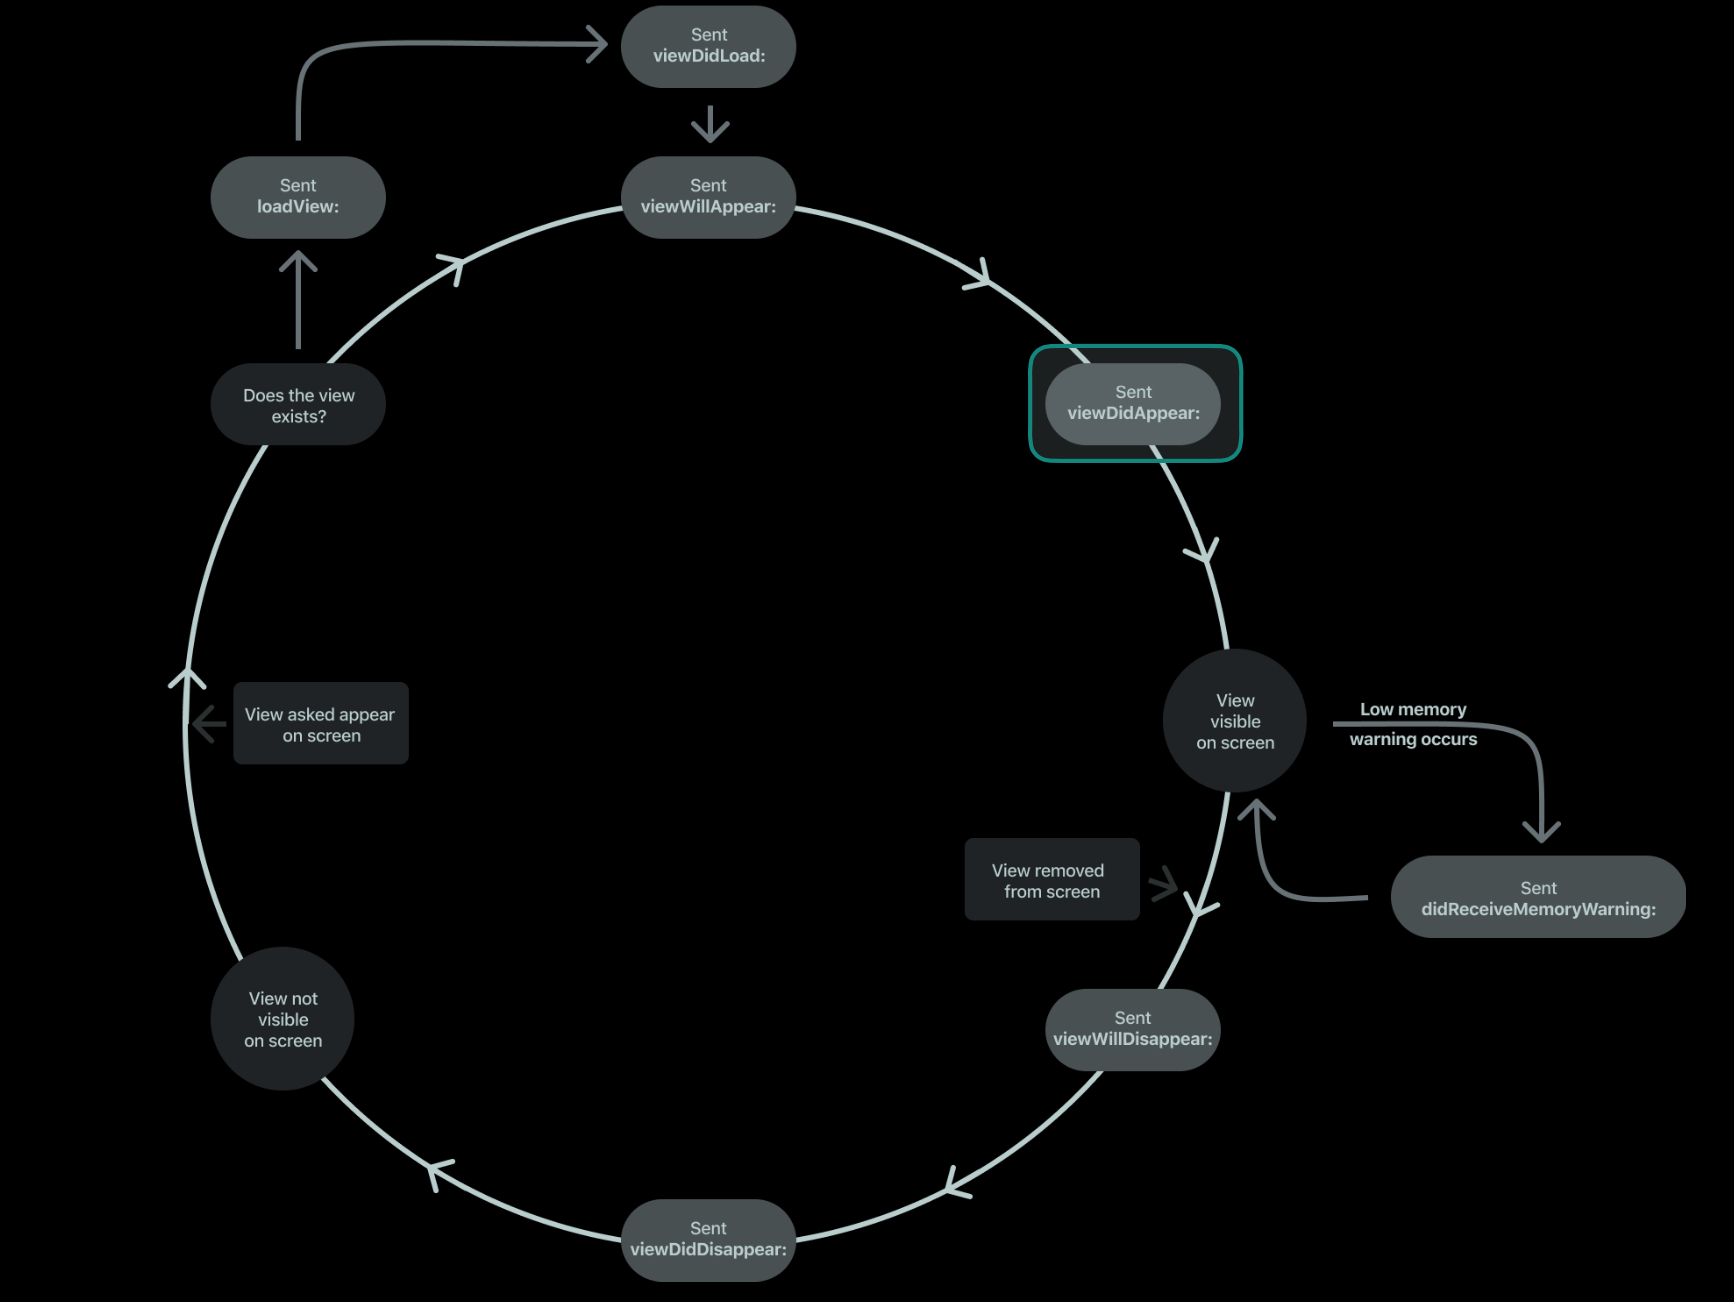 Sent
viewDidLoad:
Sent
loadView:
Sent
viewWillAppear:
Does the view
exists?
Sent
viewDidAppear:
View asked appear
on screen
View
visible
on screen
Low memory
warning occurs
View removed
from screen
Sent
didReceiveMemoryWarning:
View not
visible
on screen
Sent
viewWillDisappear:
Sent
viewDidDisappear: